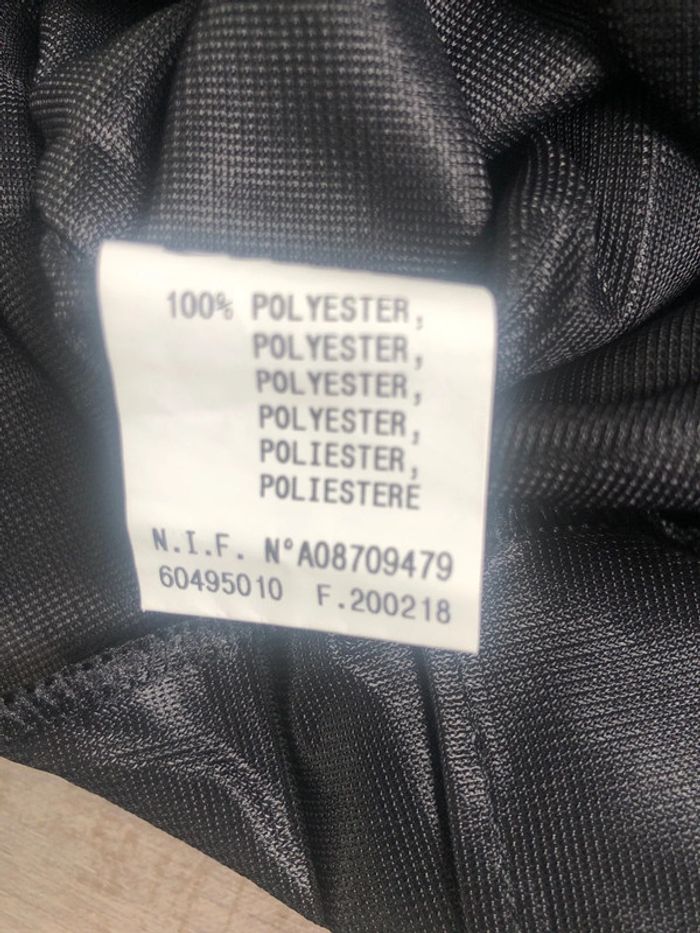 100% POLYESTER,
POLYESTER,
POLYESTER,
POLYESTER,
POLIESTER,
POLIESTERE
N.I.F. N°A08709479
60495010 F.200218